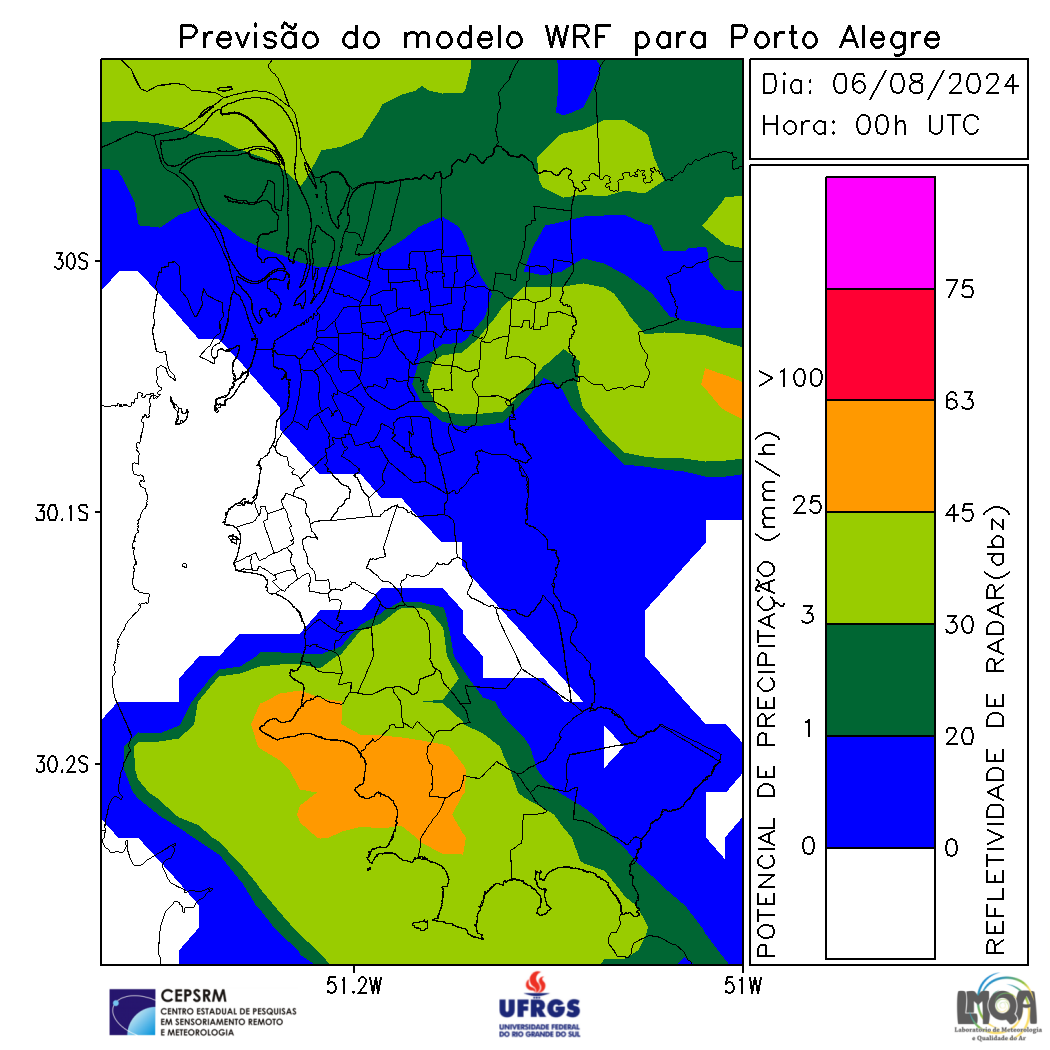 Previsão do modelo WRF para Porto Alegre
Dia: 06/08/2024
Hora: 00h UTC
30S
30.1S
30.2S
51.2W
51W
POTENCIAL DE PRECIPITAÇÃO (mm/h)
>100
25
3
1
0
75
63
45
30
20
0
REFLETIVIDADE DE RADAR(dbz)
CEPSRM
CENTRO ESTADUAL DE PESQUISAS
EM SENSORIAMENTO REMOTO
E METEOROLOGIA
UFRGS
UNIVERSIDADE FEDERAL
DO RIO GRANDE DO SUL
LMQA
Laboratório de Meteorologia
e Qualidade do Ar